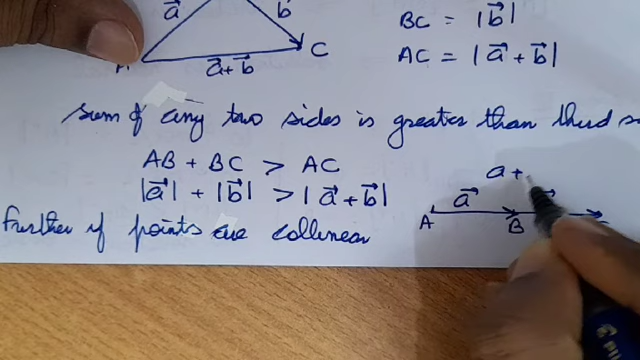 a⃗ b⃗ BC = |b⃗|
C
a⃗+b⃗ AC = |a⃗+b⃗|
Sum of any two sides is greater than third
AB + BC > AC
|a⃗| + |b⃗| > |a⃗+b⃗|
a +
a⃗
A B
Further if points are collinear